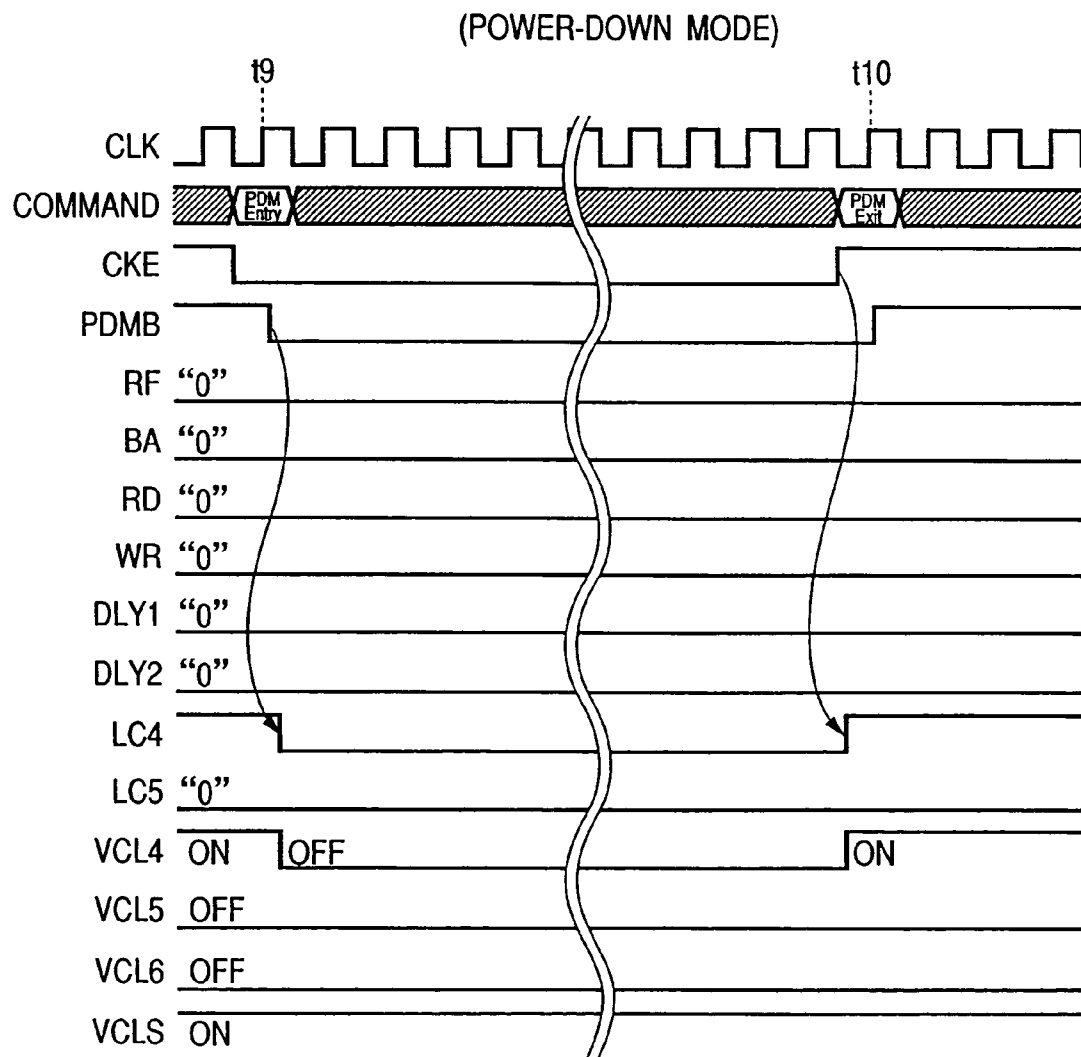 (POWER-DOWN MODE)
t9 t10
CLK
COMMAND PDM Entry PDM Exit
CKE
PDMB
RF “0”
BA “0”
RD “0”
WR “0”
DLY1 “0”
DLY2 “0”
LC4
LC5 “0”
VCL4 ON OFF ON
VCL5 OFF
VCL6 OFF
VCLS ON